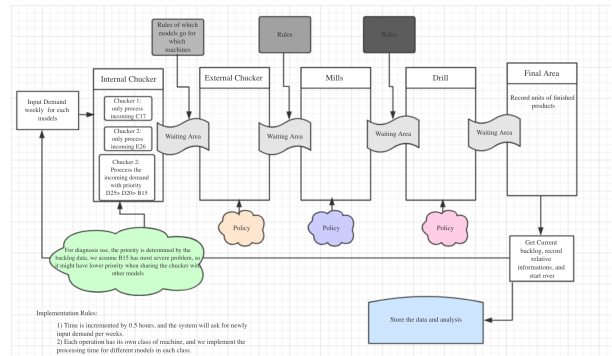 Rules of which
models go for
which
machines
Rules
Rules
Internal Chucker
External Chucker
Mills
Drill
Final Area
Input Demand
weekly for each
models
Chucker 1:
only process
incoming C17
Chucker 2:
only process
incoming E26
Chucker 2:
Proccess the
incoming demand
with priority
D25> D20> B15
Waiting Area
Waiting Area
Waiting Area
Waiting Area
Record units of finished
products
Policy
Policy
Policy
For diagnosis use, the priority is determined by the
backlog data, we assume B15 has most severe problem, so
it might have lower priority when sharing the chucker with
other models
Get Current
backlog, record
relative
informations, and
start over
Store the data and analysis
Implementation Rules:
1) Time is incremented by 0.5 hours, and the system will ask for newly
input demand per weeks.
2) Each operation has its own class of machine, and we implement the
processing time for different models in each class.